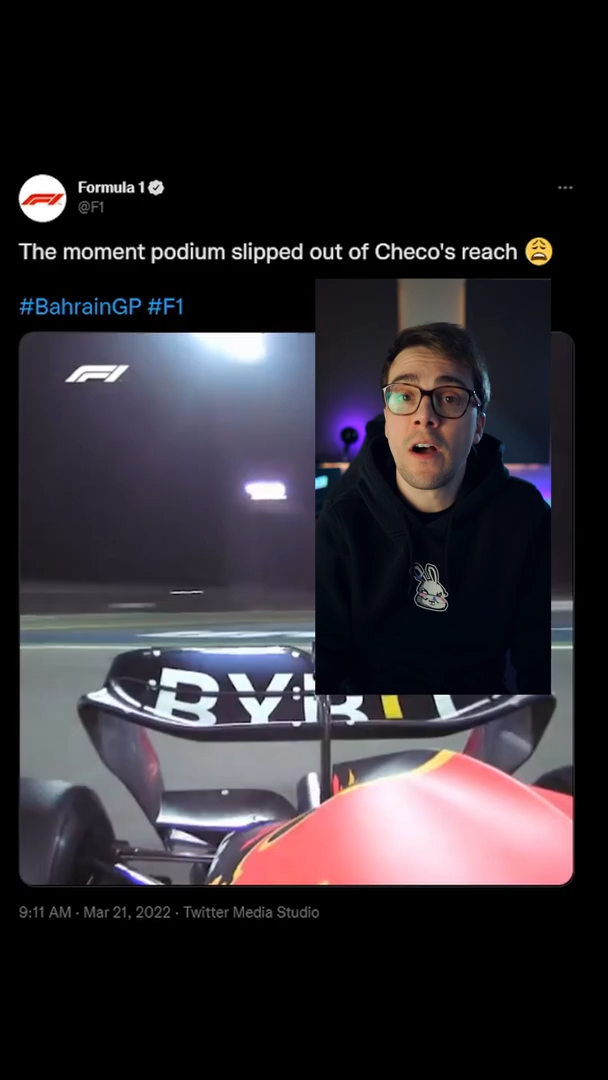 Formula 1
@F1
The moment podium slipped out of Checo's reach 😩
#BahrainGP #F1
F1
BYBIT
9:11 AM · Mar 21, 2022 · Twitter Media Studio